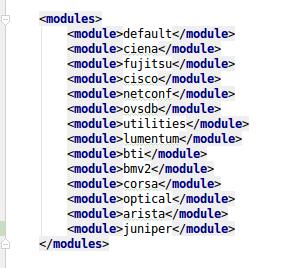 <modules>
<module>default</module>
<module>ciena</module>
<module>fujitsu</module>
<module>cisco</module>
<module>netconf</module>
<module>ovsdb</module>
<module>utilities</module>
<module>lumentum</module>
<module>bti</module>
<module>bmv2</module>
<module>corsa</module>
<module>optical</module>
<module>arista</module>
<module>juniper</module>
</modules>